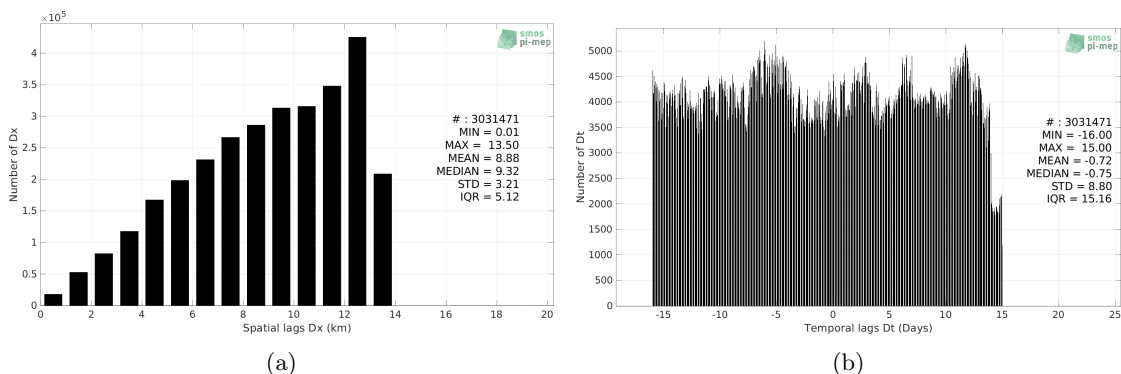 ×10⁵
4
3.5
3
2.5
2
1.5
1
0.5
0
Number of Dx
0 2 4 6 8 10 12 14 16 18 20
Spatial lags Dx (km)
smos
pi-mep
# : 3031471
MIN = 0.01
MAX = 13.50
MEAN = 8.88
MEDIAN = 9.32
STD = 3.21
IQR = 5.12
(a)
5000
4500
4000
3500
3000
2500
2000
1500
1000
500
0
Number of Dt
-15 -10 -5 0 5 10 15 20 25
Temporal lags Dt (Days)
smos
pi-mep
# : 3031471
MIN = -16.00
MAX = 15.00
MEAN = -0.72
MEDIAN = -0.75
STD = 8.80
IQR = 15.16
(b)